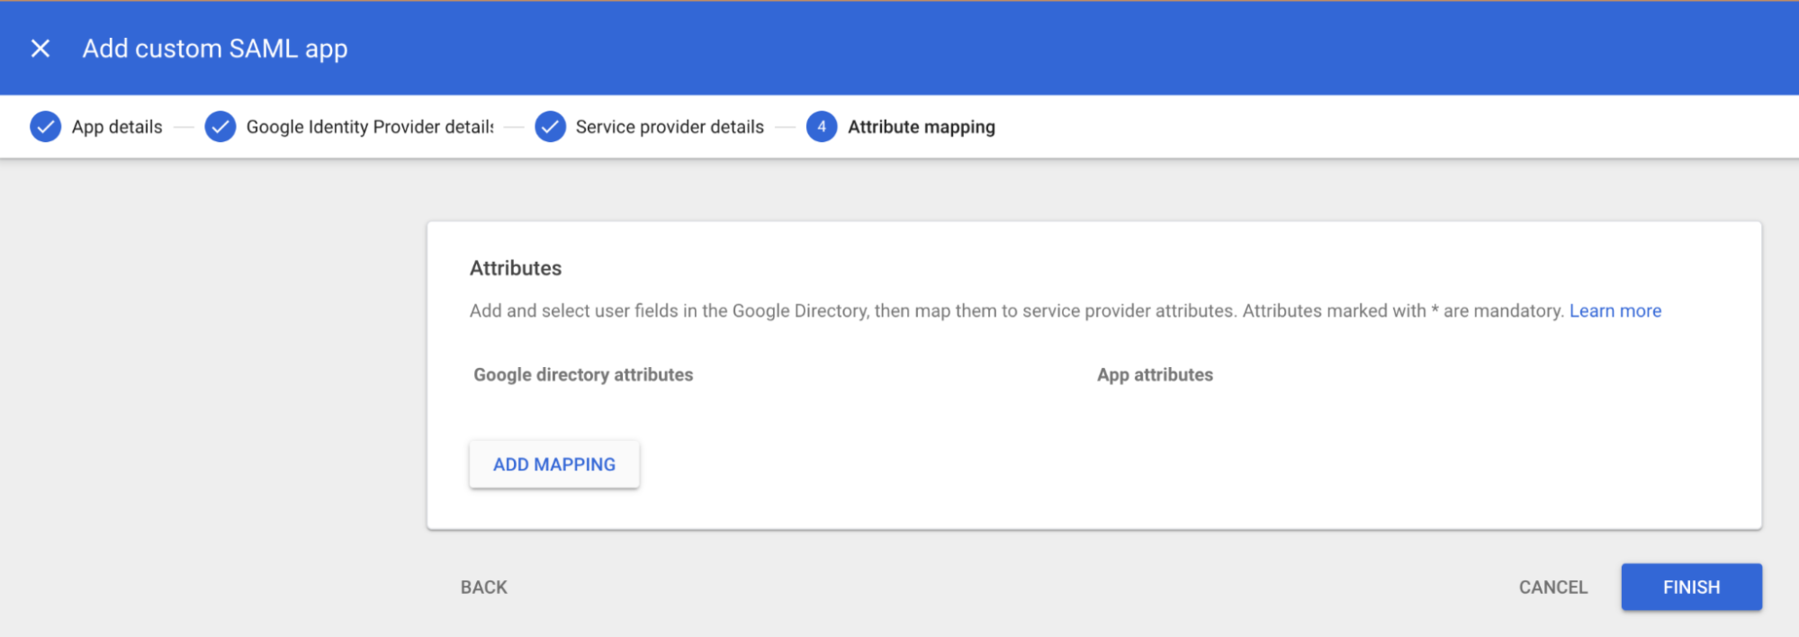 Add custom SAML app
App details
Google Identity Provider details
Service provider details
4
Attribute mapping
Attributes
Add and select user fields in the Google Directory, then map them to service provider attributes. Attributes marked with * are mandatory. Learn more
Google directory attributes
App attributes
ADD MAPPING
BACK
CANCEL
FINISH